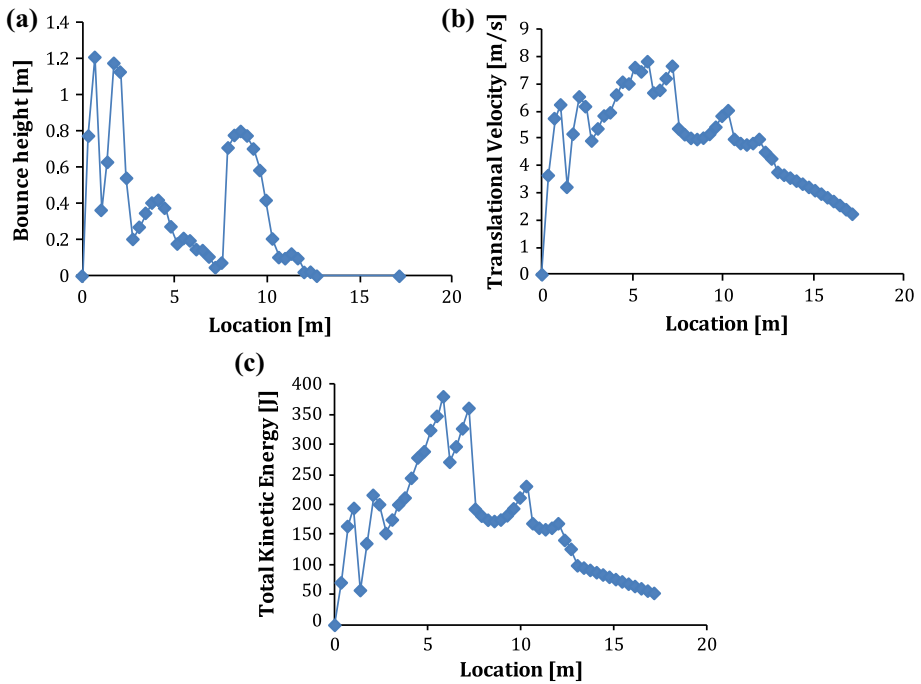 (a)
Bounce height [m]
1.4
1.2
1
0.8
0.6
0.4
0.2
0
0 5 10 15 20
Location [m]
(b)
Translational Velocity [m/s]
9
8
7
6
5
4
3
2
1
0
0 5 10 15 20
Location [m]
(c)
Total Kinetic Energy [J]
400
350
300
250
200
150
100
50
0
0 5 10 15 20
Location [m]